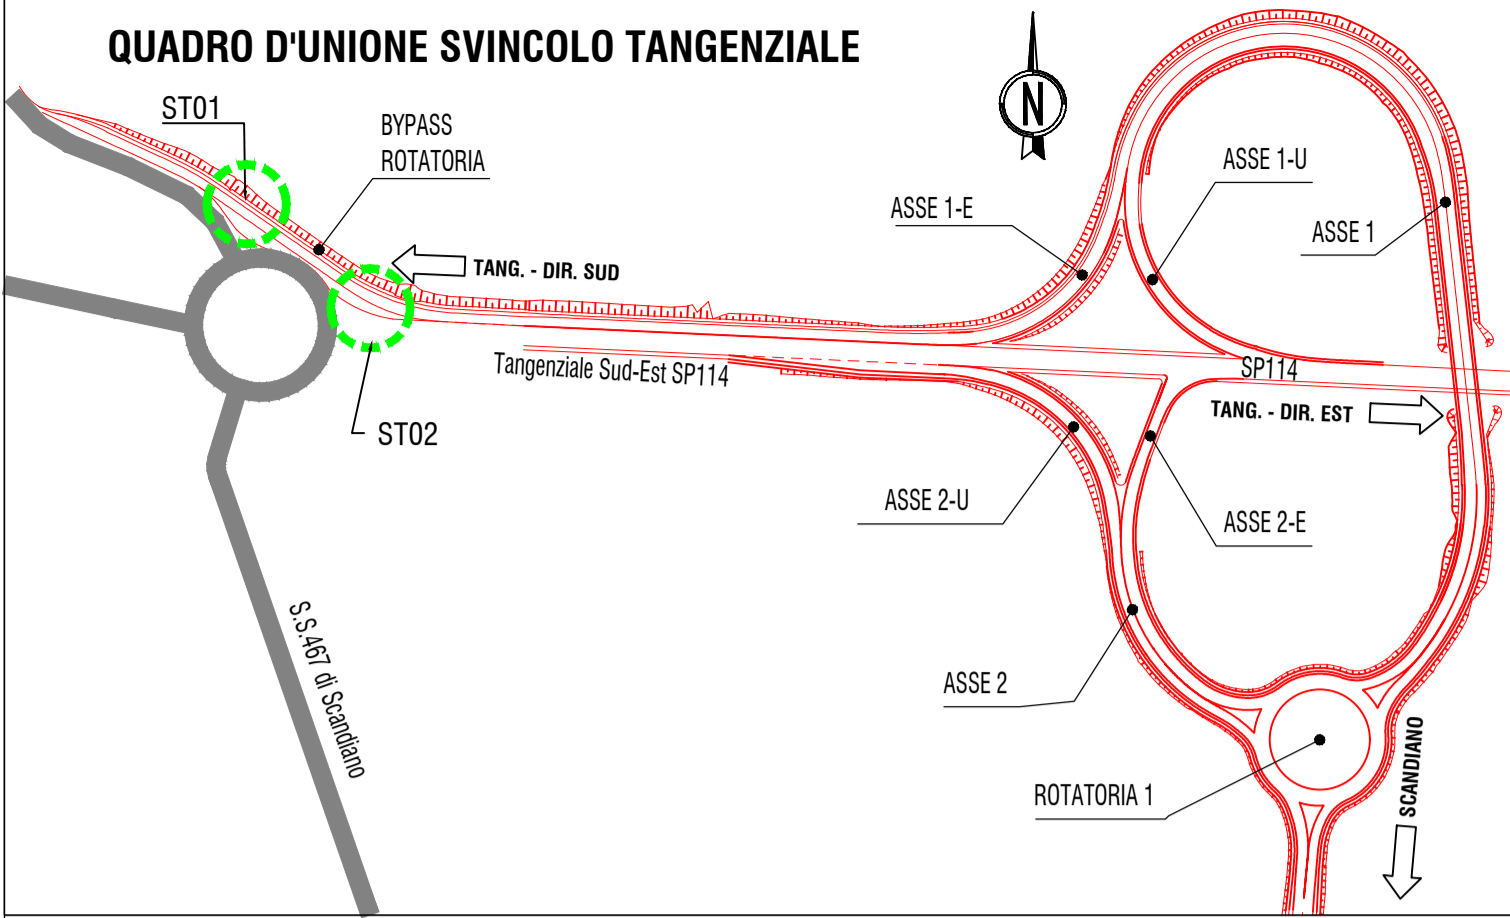 QUADRO D'UNIONE SVINCOLO TANGENZIALE
ST01
BYPASS
ROTATORIA
N
ASSE 1-U
ASSE 1-E
ASSE 1
TANG. - DIR. SUD
Tangenziale Sud-Est SP114
SP114
TANG. - DIR. EST
ST02
ASSE 2-U
ASSE 2-E
S.S.467 di Scandiano
ASSE 2
SCANDIANO
ROTATORIA 1